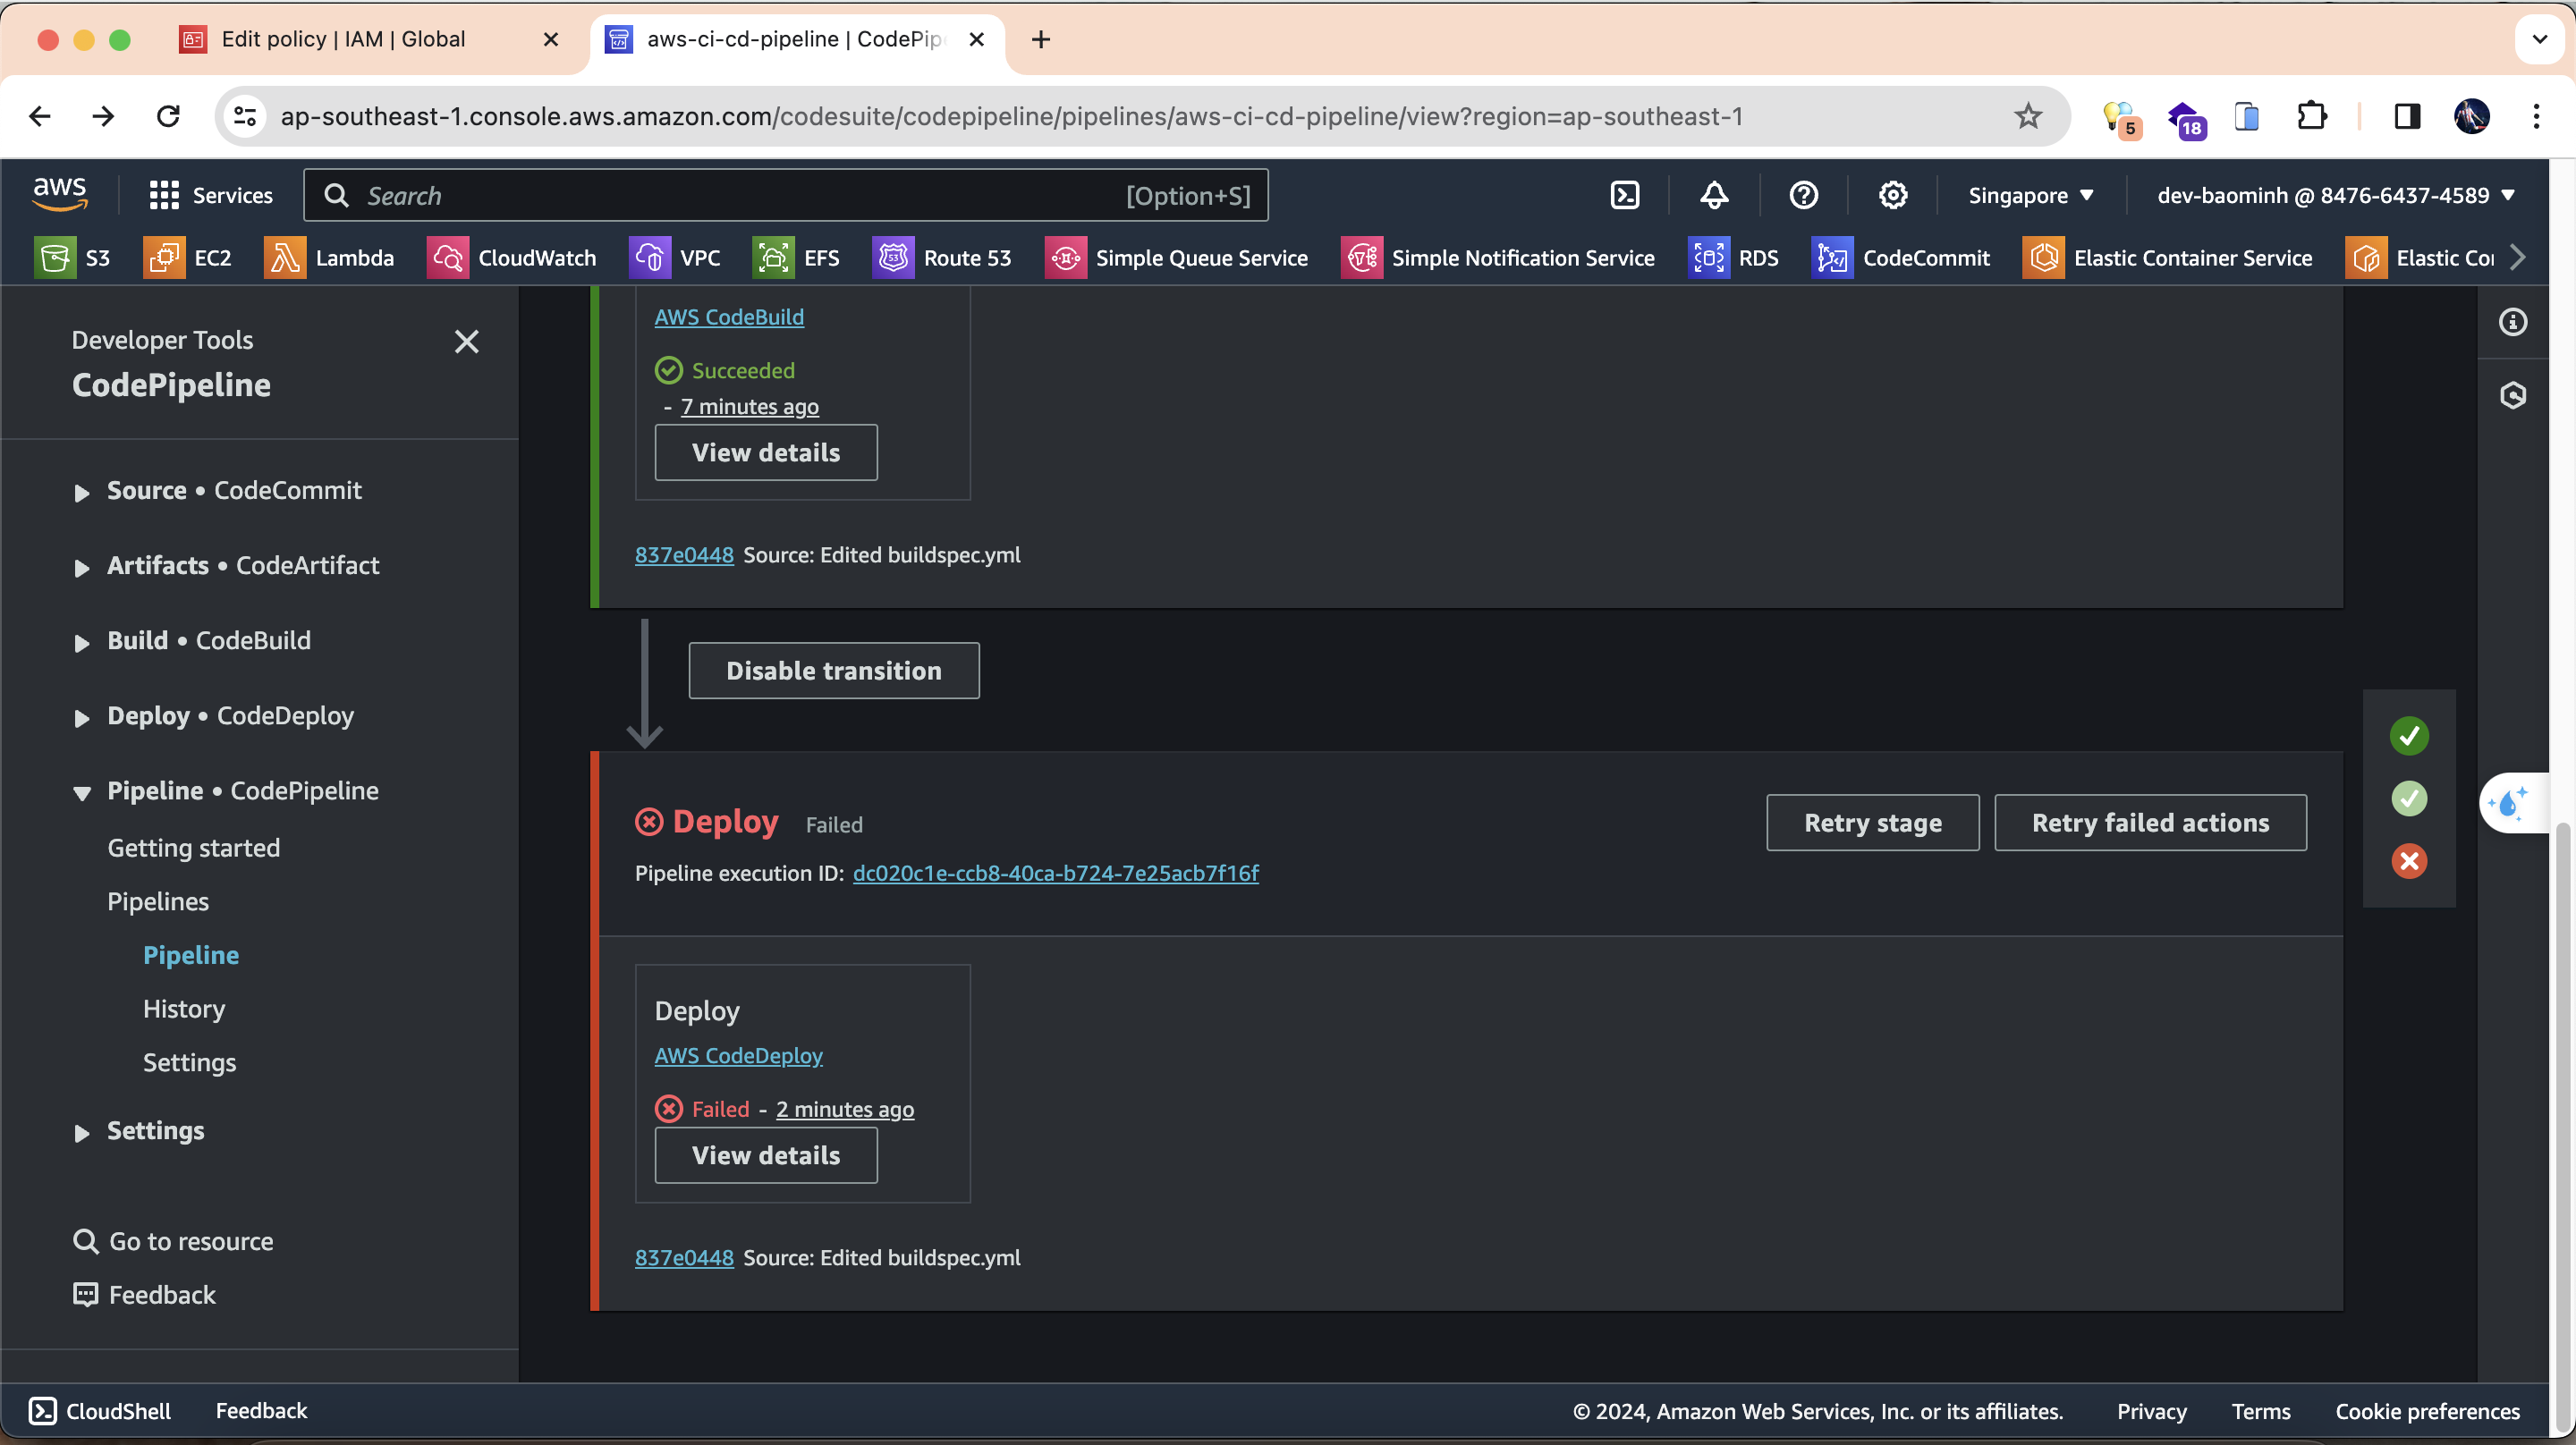 Edit policy | IAM | Global
aws-ci-cd-pipeline | CodePip
ap-southeast-1.console.aws.amazon.com/codesuite/codepipeline/pipelines/aws-ci-cd-pipeline/view?region=ap-southeast-1
5
18
aws
Services
Search
[Option+S]
Singapore
dev-baominh @ 8476-6437-4589
S3
EC2
Lambda
CloudWatch
VPC
EFS
Route 53
Simple Queue Service
Simple Notification Service
RDS
CodeCommit
Elastic Container Service
Elastic Co
Developer Tools
CodePipeline
Source • CodeCommit
Artifacts • CodeArtifact
Build • CodeBuild
Deploy • CodeDeploy
Pipeline • CodePipeline
Getting started
Pipelines
Pipeline
History
Settings
Settings
Go to resource
Feedback
AWS CodeBuild
Succeeded
- 7 minutes ago
View details
837e0448 Source: Edited buildspec.yml
Disable transition
Deploy Failed
Pipeline execution ID: dc020c1e-ccb8-40ca-b724-7e25acb7f16f
Retry stage
Retry failed actions
Deploy
AWS CodeDeploy
Failed - 2 minutes ago
View details
837e0448 Source: Edited buildspec.yml
CloudShell
Feedback
© 2024, Amazon Web Services, Inc. or its affiliates.
Privacy
Terms
Cookie preferences